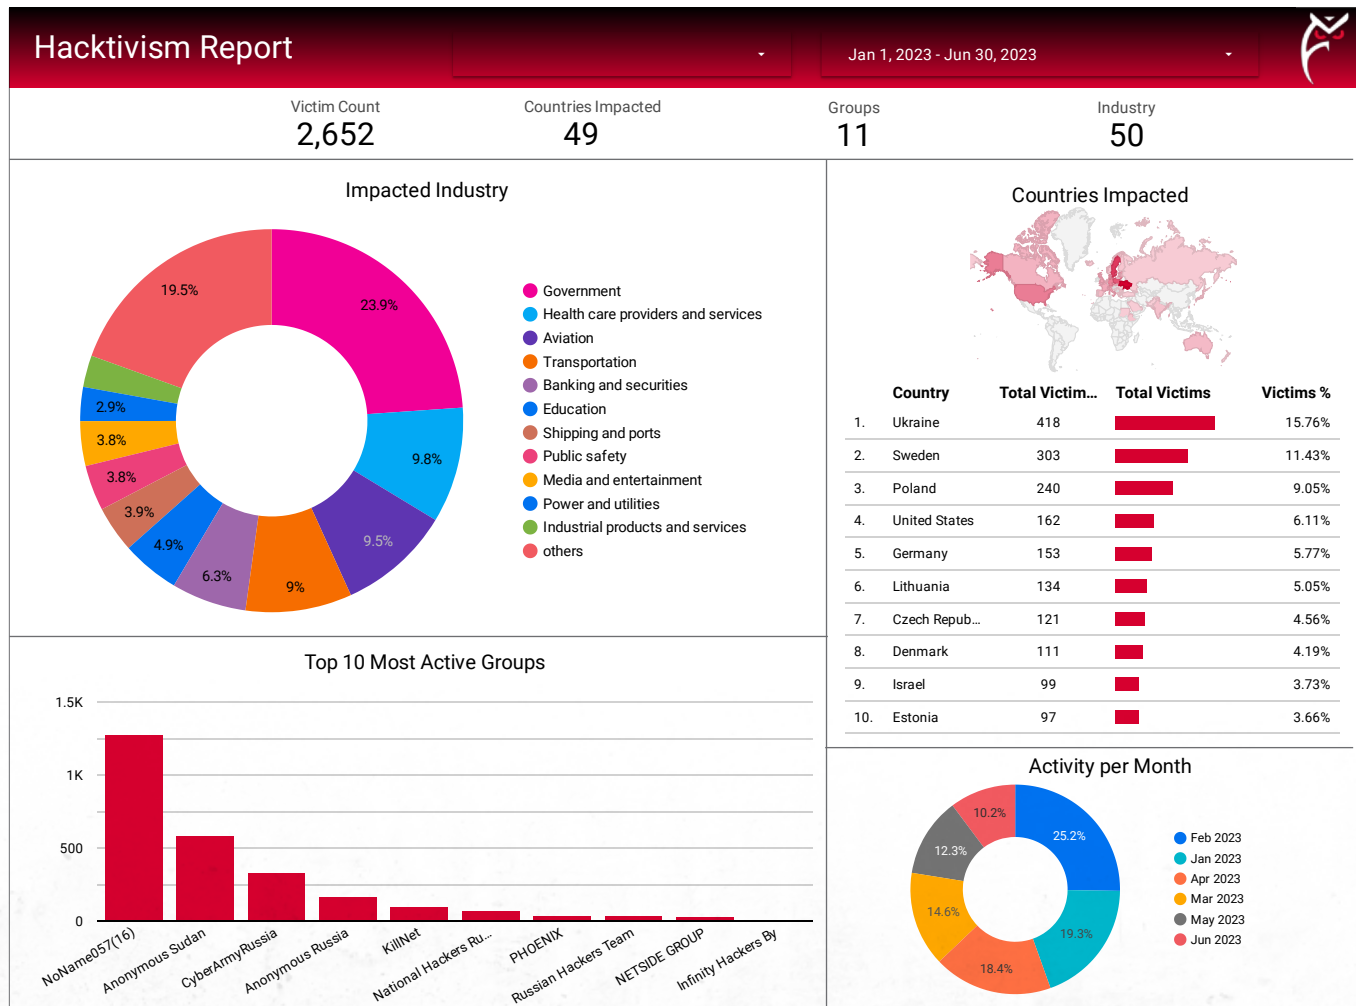 Hacktivism Report
Jan 1, 2023 - Jun 30, 2023
Victim Count
2,652
Countries Impacted
49
Groups
11
Industry
50
Impacted Industry
19.5%
23.9%
9.8%
9.5%
9%
6.3%
4.9%
3.9%
3.8%
3.8%
2.9%
Government
Health care providers and services
Aviation
Transportation
Banking and securities
Education
Shipping and ports
Public safety
Media and entertainment
Power and utilities
Industrial products and services
others
Countries Impacted
Country Total Victim... Total Victims Victims %
1. Ukraine 418 15.76%
2. Sweden 303 11.43%
3. Poland 240 9.05%
4. United States 162 6.11%
5. Germany 153 5.77%
6. Lithuania 134 5.05%
7. Czech Repub... 121 4.56%
8. Denmark 111 4.19%
9. Israel 99 3.73%
10. Estonia 97 3.66%
Top 10 Most Active Groups
1.5K
1K
500
0
NoName057(16)
Anonymous Sudan
CyberArmyRussia
Anonymous Russia
KillNet
National Hackers Ru...
PHOENIX
Russian Hackers Team
NETSIDE GROUP
Infinity Hackers By
Activity per Month
25.2%
19.3%
18.4%
14.6%
12.3%
10.2%
Feb 2023
Jan 2023
Apr 2023
Mar 2023
May 2023
Jun 2023